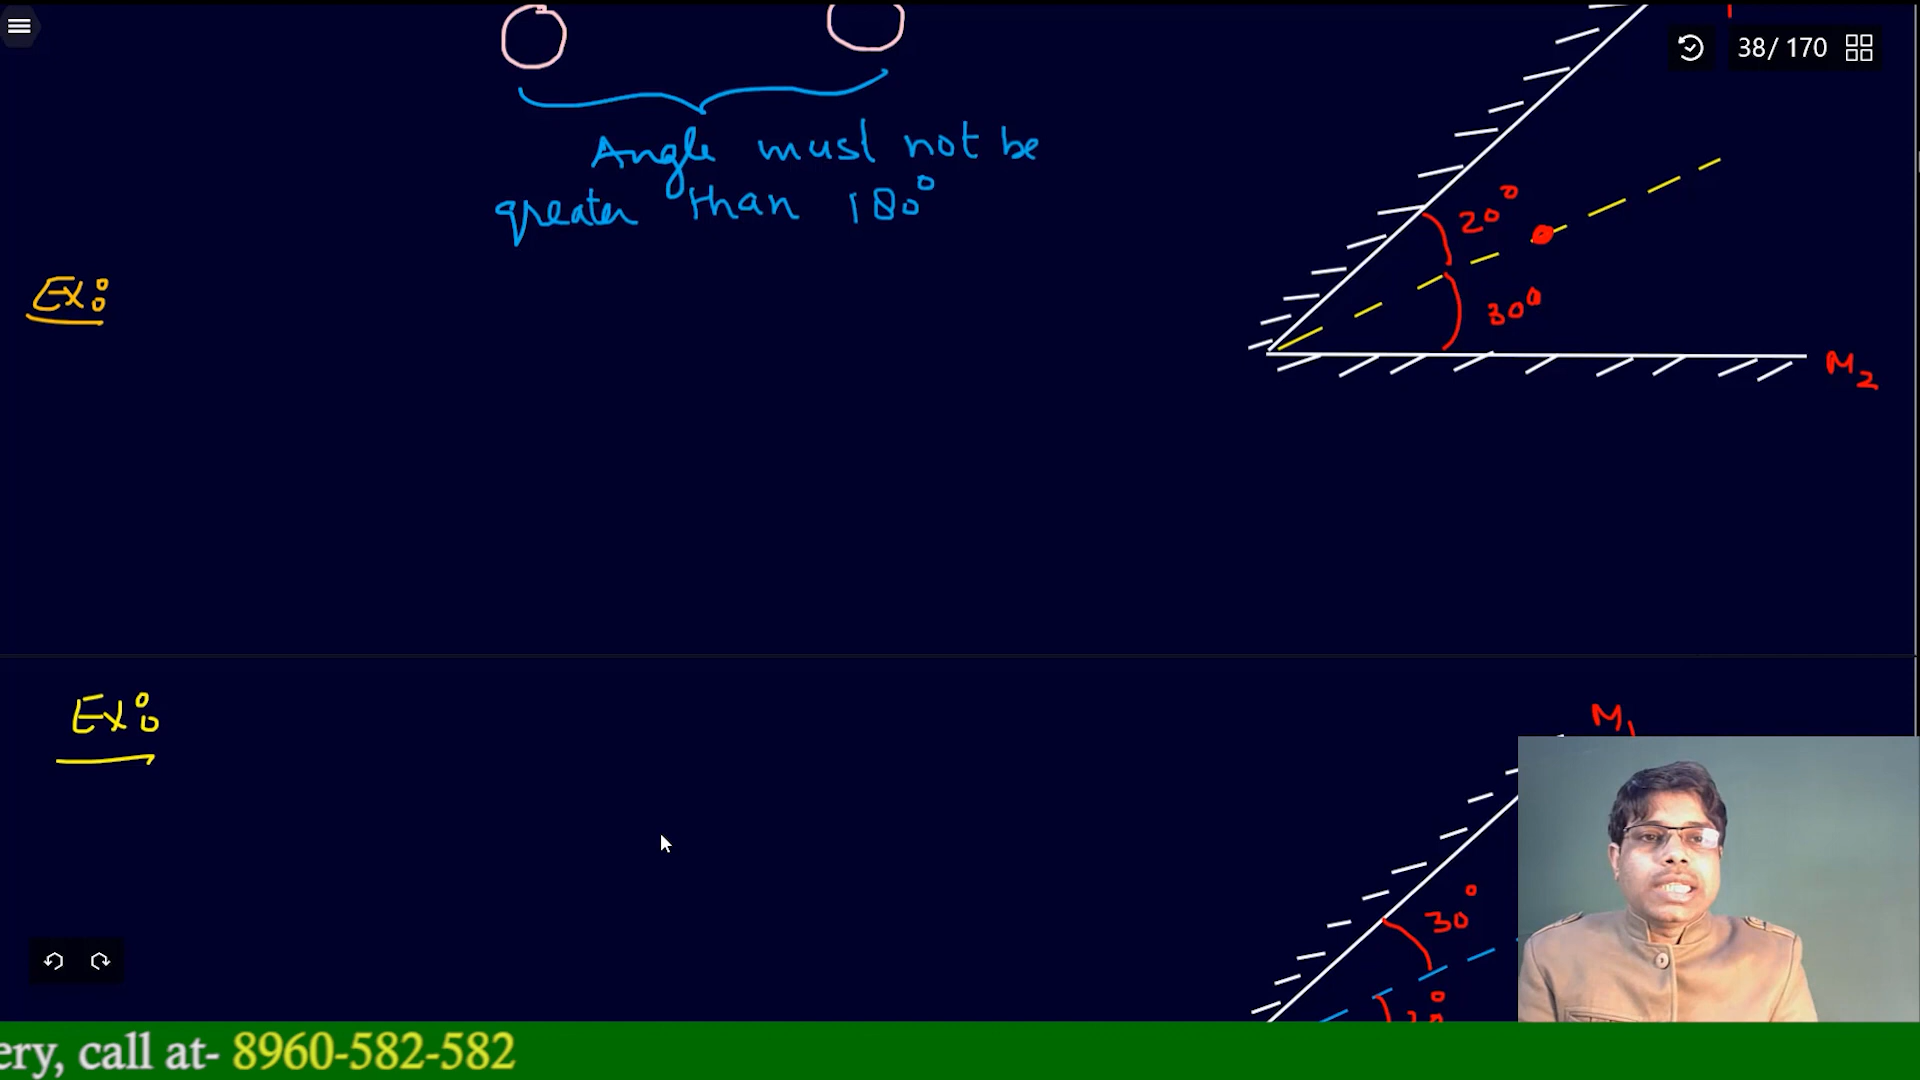 38/ 170
Angle must not be
greater than 180°
20°
Ex:
30°
M2
M1
Ex:
30°
ery, call at- 8960-582-582